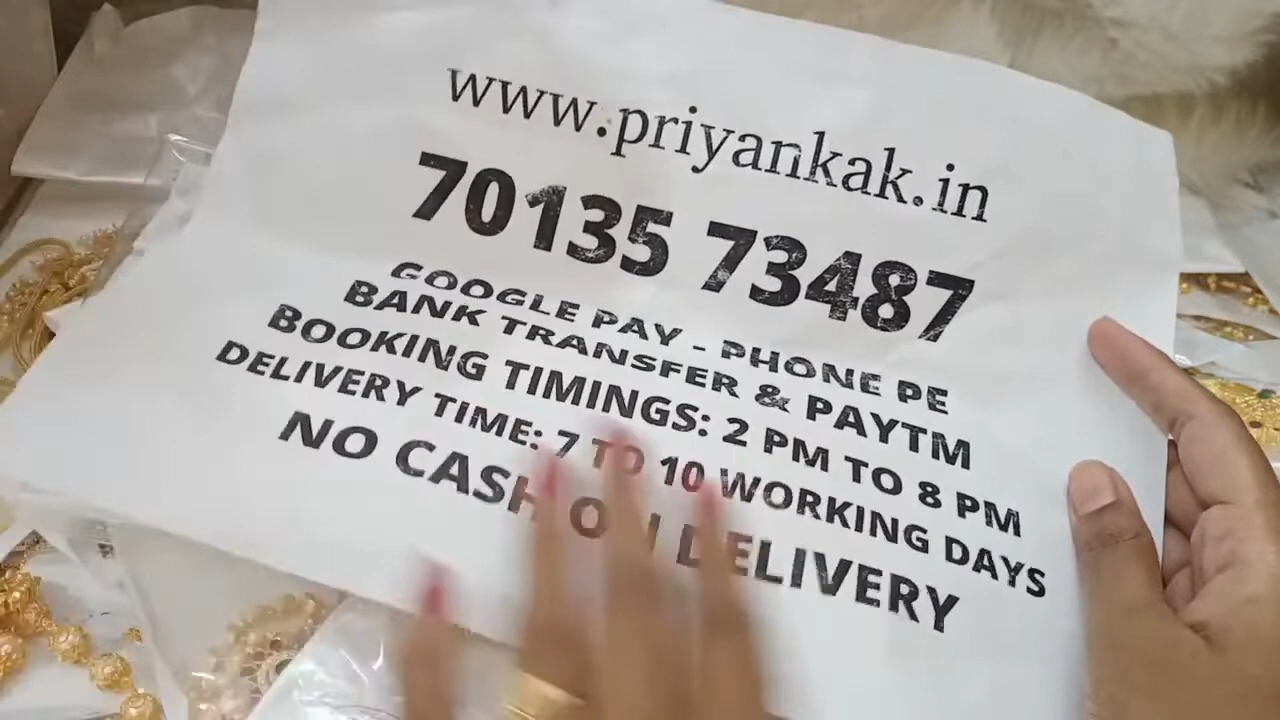 www.priyankak.in
70135 73487
GOOGLE PAY - PHONE PE
BANK TRANSFER & PAYTM
BOOKING TIMINGS: 2 PM TO 8 PM
DELIVERY TIME: 7 TO 10 WORKING DAYS
NO CASH ON DELIVERY